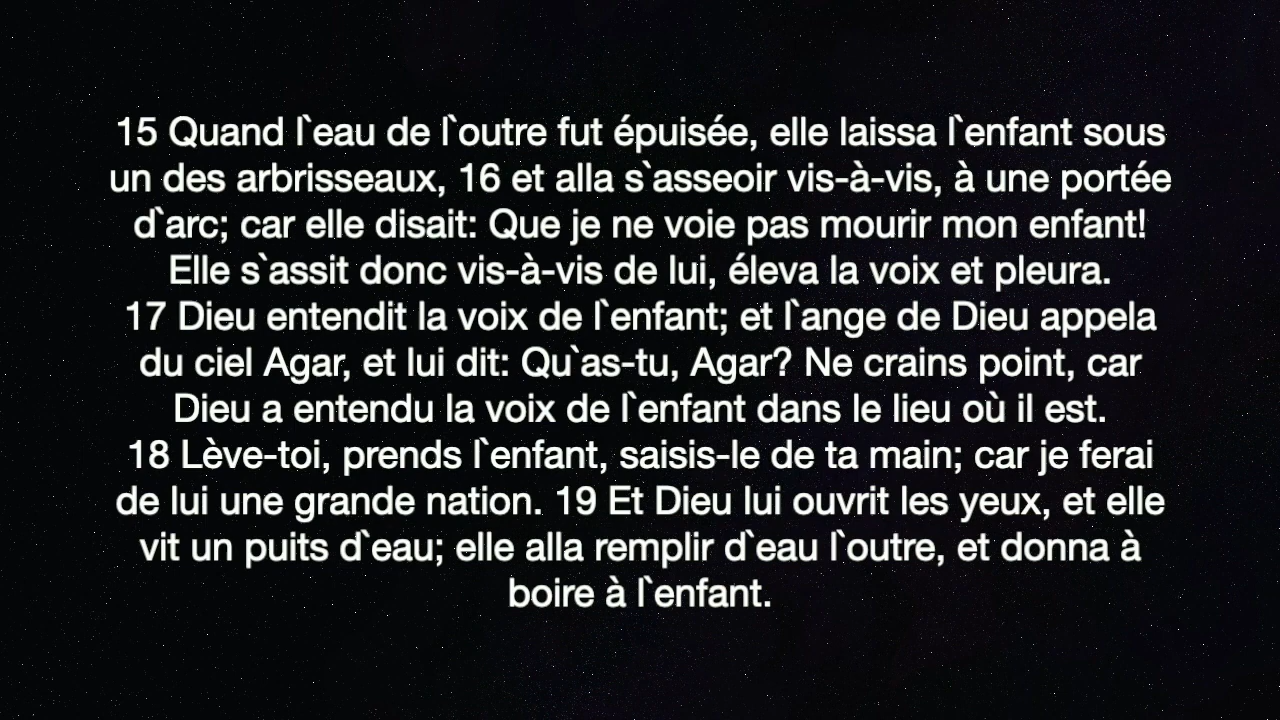 15 Quand l`eau de l`outre fut épuisée, elle laissa l`enfant sous
un des arbrisseaux, 16 et alla s`asseoir vis-à-vis, à une portée
d`arc; car elle disait: Que je ne voie pas mourir mon enfant!
Elle s`assit donc vis-à-vis de lui, éleva la voix et pleura.
17 Dieu entendit la voix de l`enfant; et l`ange de Dieu appela
du ciel Agar, et lui dit: Qu`as-tu, Agar? Ne crains point, car
Dieu a entendu la voix de l`enfant dans le lieu où il est.
18 Lève-toi, prends l`enfant, saisis-le de ta main; car je ferai
de lui une grande nation. 19 Et Dieu lui ouvrit les yeux, et elle
vit un puits d`eau; elle alla remplir d`eau l`outre, et donna à
boire à l`enfant.